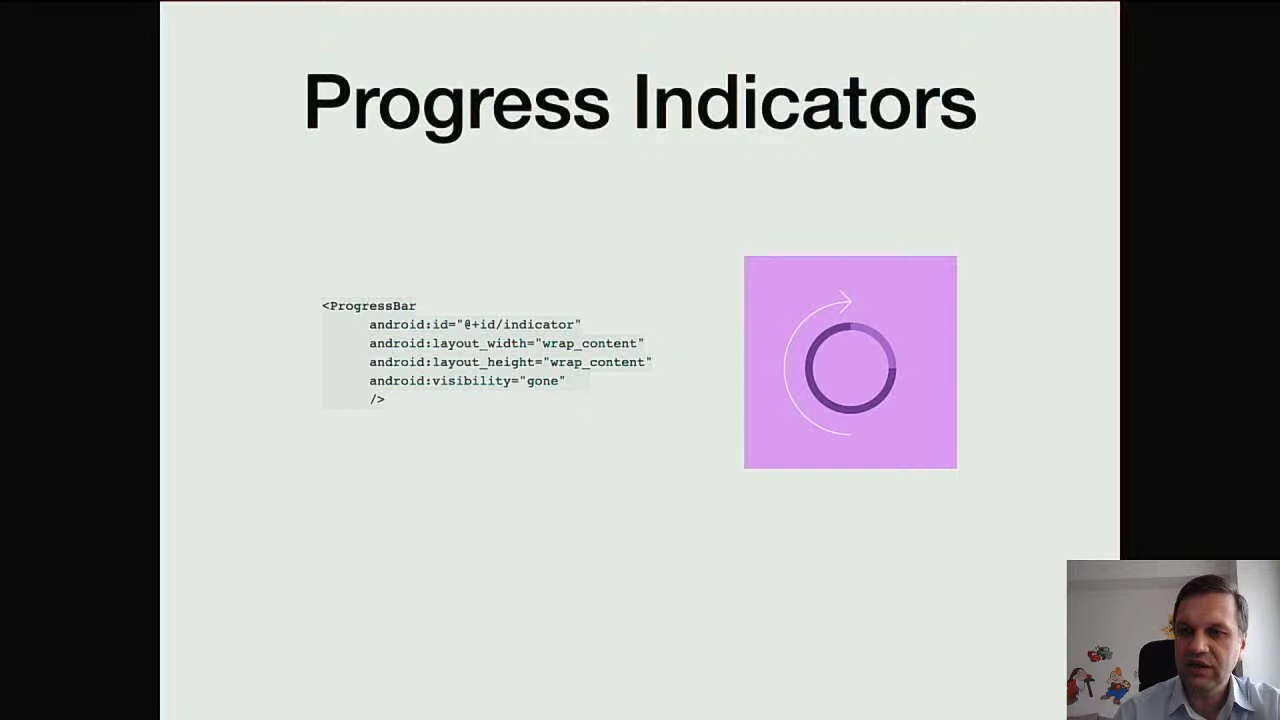 Progress Indicators
<ProgressBar
android:id="@+id/indicator"
android:layout_width="wrap_content"
android:layout_height="wrap_content"
android:visibility="gone"
/>